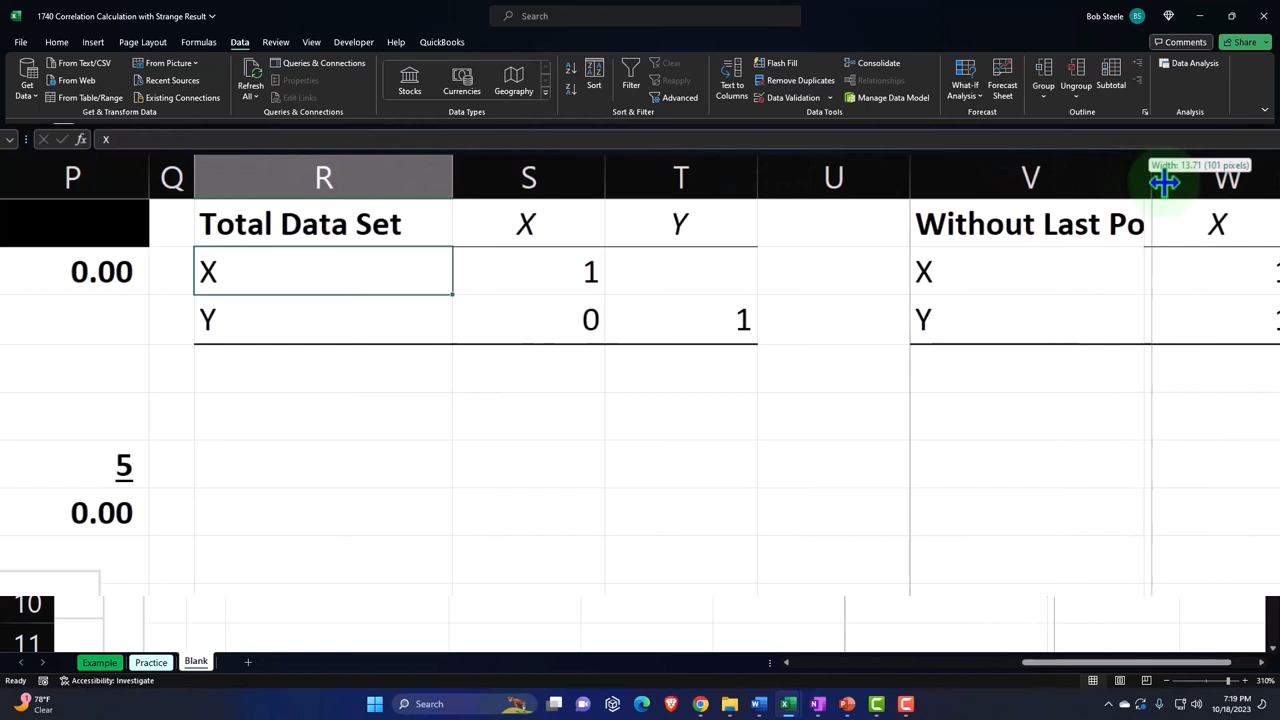 1740 Correlation Calculation with Strange Result
Search
Bob Steele BS
File Home Insert Page Layout Formulas Data Review View Developer Help QuickBooks
Comments Share
Get Data
From Text/CSV
From Web
From Table/Range
From Picture
Recent Sources
Existing Connections
Get & Transform Data
Refresh All
Queries & Connections
Properties
Edit Links
Queries & Connections
Stocks Currencies Geography
Data Types
Sort
Filter
Clear
Reapply
Advanced
Sort & Filter
Text to Columns
Flash Fill
Remove Duplicates
Data Validation
Consolidate
Relationships
Manage Data Model
Data Tools
What-If Analysis
Forecast Sheet
Forecast
Group Ungroup Subtotal
Outline
Data Analysis
Analysis
fx X
Width: 13.71 (101 pixels)
P Q R S T U V W
Total Data Set X Y Without Last Po X
0.00 X 1 X 1
Y 0 1 Y 1
5
0.00
10
11
Example Practice Blank
Ready Accessibility: Investigate
310%
1
78°F
Clear
Search
7:19 PM
10/18/2023